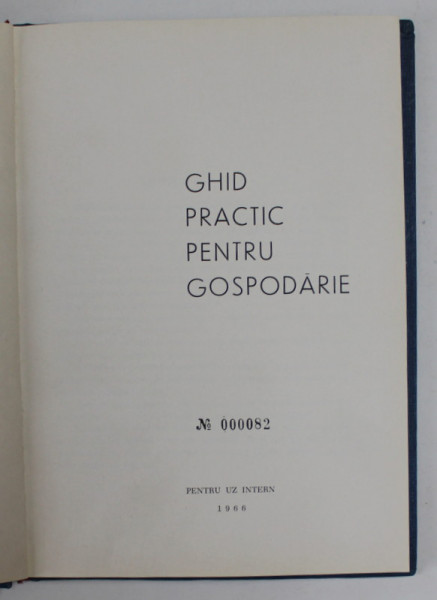 GHID
PRACTIC
PENTRU
GOSPODĂRIE
№ 000082
PENTRU UZ INTERN
1966